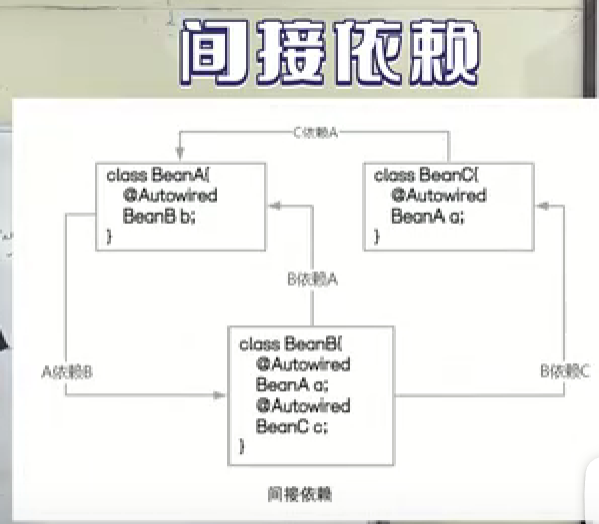 间接依赖
C依赖A
class BeanA{
@Autowired
BeanB b;
}
class BeanC{
@Autowired
BeanA a;
}
B依赖A
A依赖B
B依赖C
class BeanB{
@Autowired
BeanA a;
@Autowired
BeanC c;
}
间接依赖